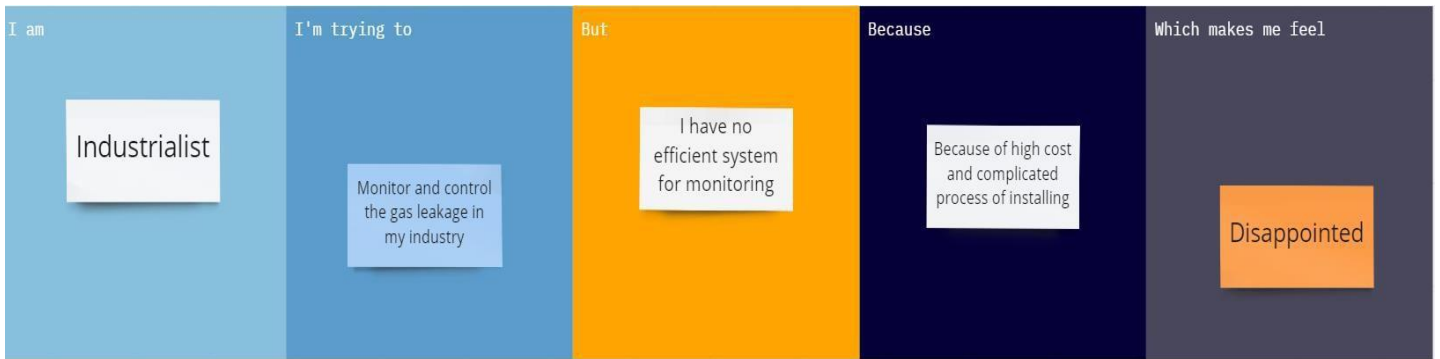 I am
Industrialist
I'm trying to
Monitor and control
the gas leakage in
my industry
But
I have no
efficient system
for monitoring
Because
Because of high cost
and complicated
process of installing
Which makes me feel
Disappointed